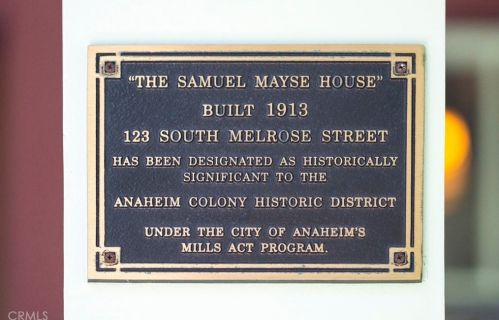 "THE SAMUEL MAYSE HOUSE"
BUILT 1913
123 SOUTH MELROSE STREET
HAS BEEN DESIGNATED AS HISTORICALLY
SIGNIFICANT TO THE
ANAHEIM COLONY HISTORIC DISTRICT
UNDER THE CITY OF ANAHEIM'S
MILLS ACT PROGRAM.
CRMLS